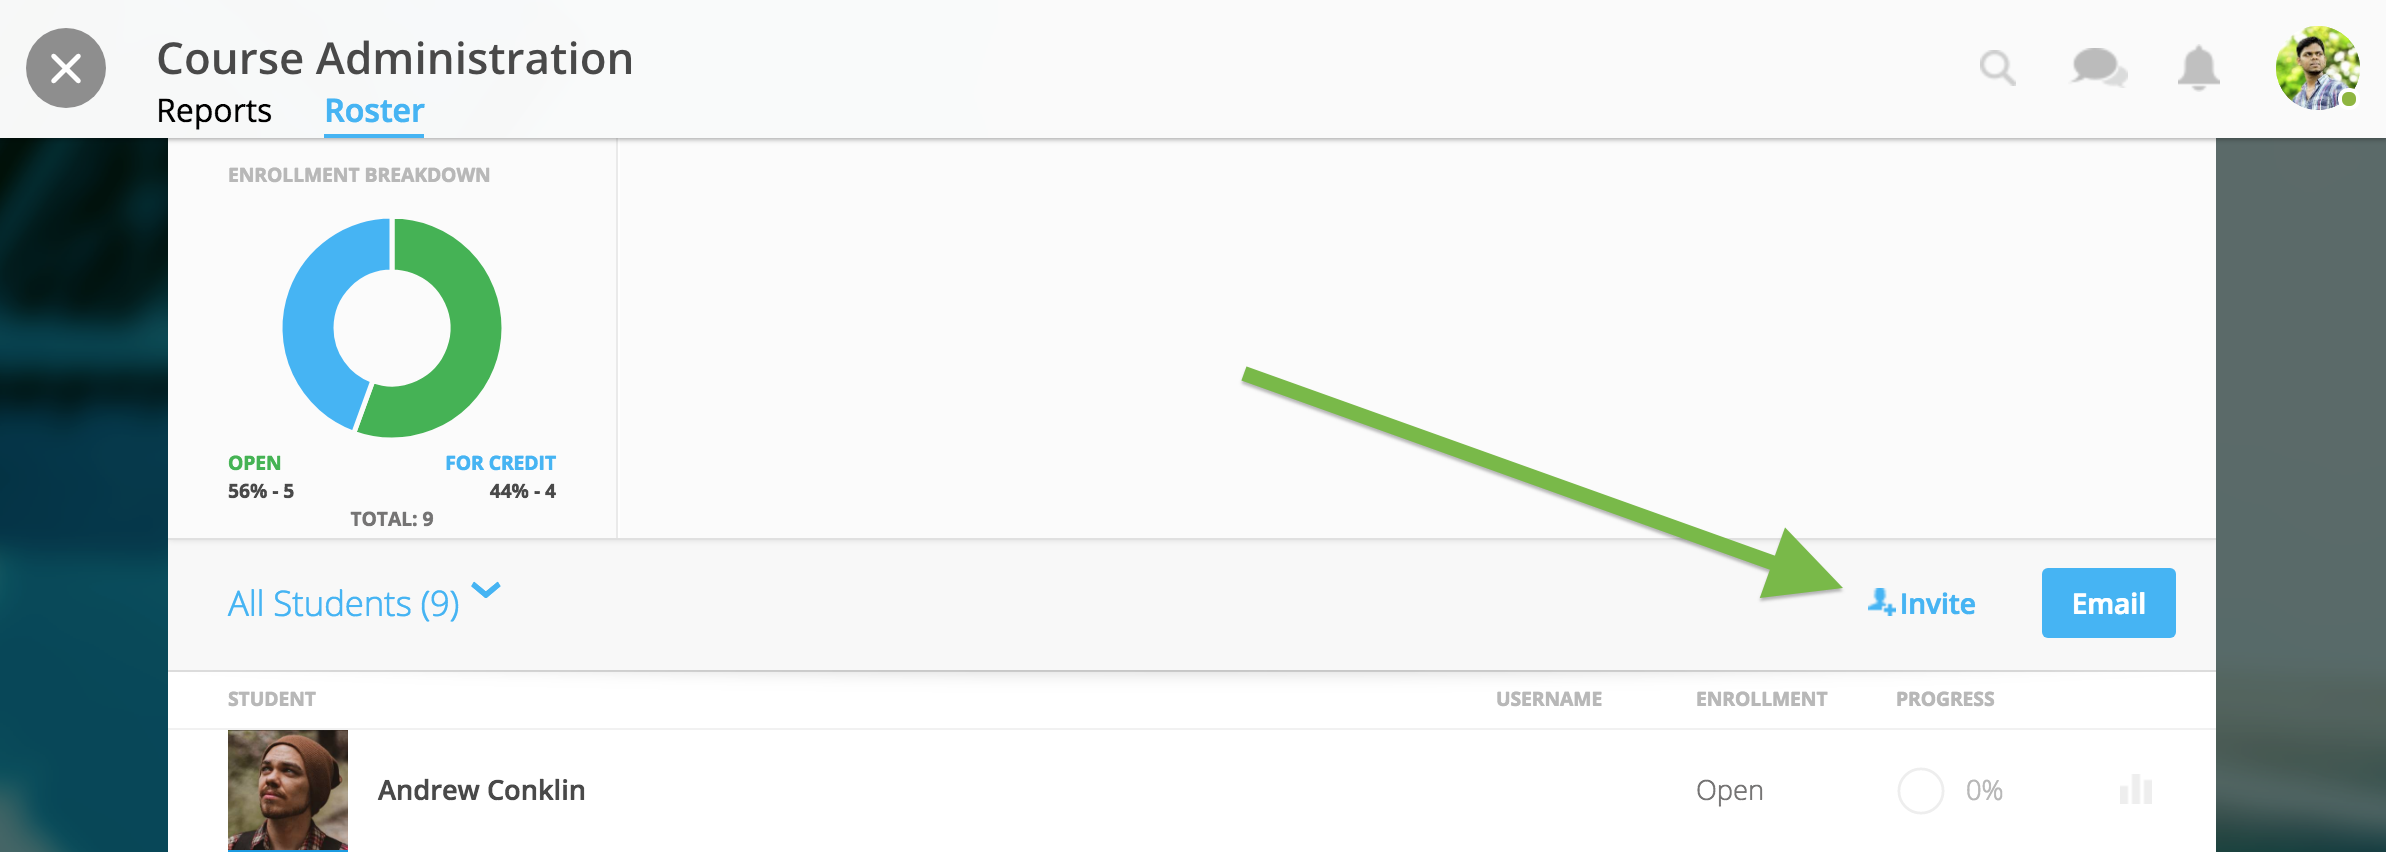 Course Administration
Reports Roster
ENROLLMENT BREAKDOWN
OPEN FOR CREDIT
56% - 5 44% - 4
TOTAL: 9
All Students (9) Invite Email
STUDENT USERNAME ENROLLMENT PROGRESS
Andrew Conklin Open 0%